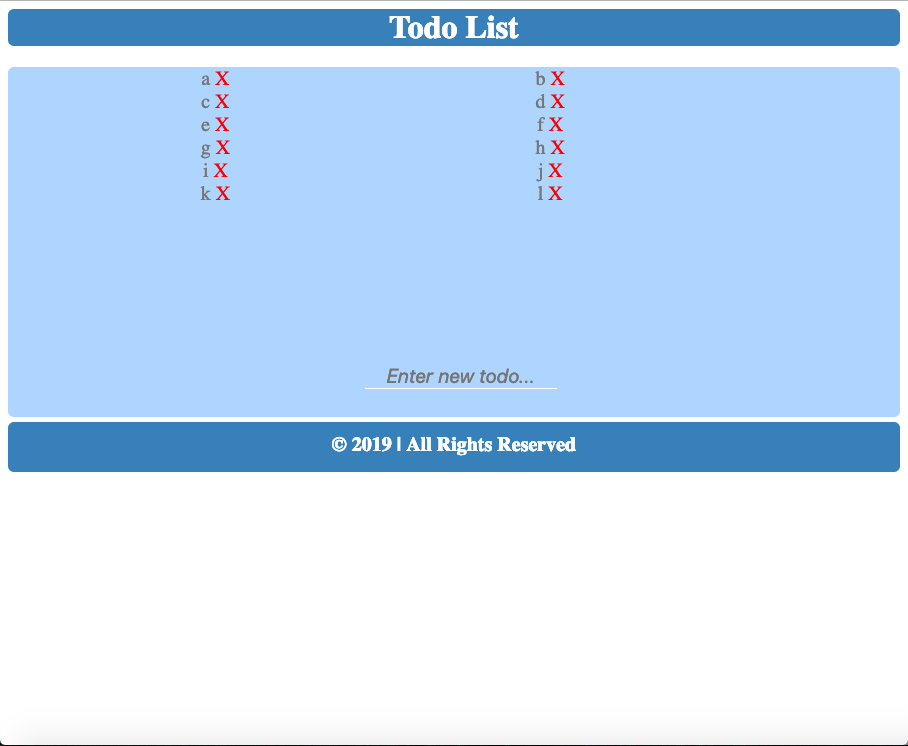 Todo List
a X b X
c X d X
e X f X
g X h X
i X j X
k X l X
Enter new todo...
© 2019 | All Rights Reserved